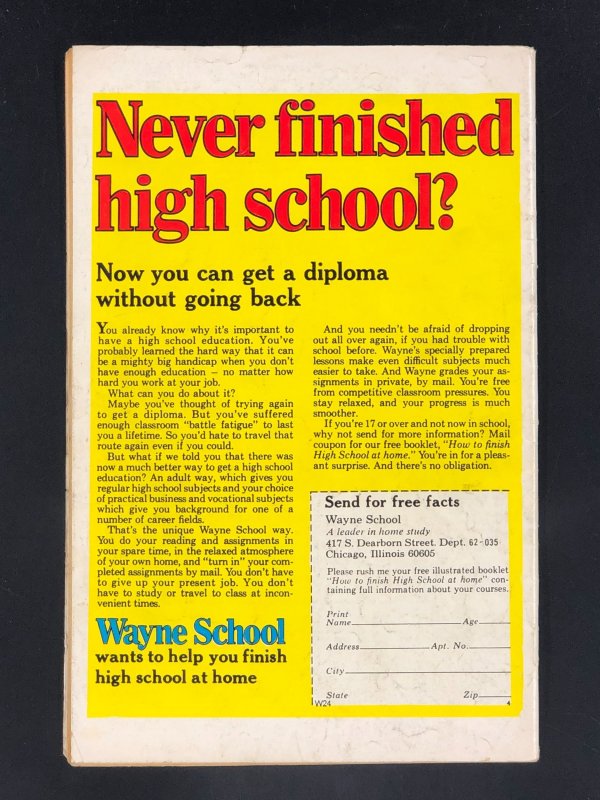 Never finished
high school?
Now you can get a diploma
without going back
You already know why it's important to
have a high school education. You've
probably learned the hard way that it can
be a mighty big handicap when you don't
have enough education – no matter how
hard you work at your job.
What can you do about it?
Maybe you've thought of trying again
to get a diploma. But you've suffered
enough classroom "battle fatigue" to last
you a lifetime. So you'd hate to travel that
route again even if you could.
But what if we told you that there was
now a much better way to get a high school
education? An adult way, which gives you
regular high school subjects and your choice
of practical business and vocational subjects
which give you background for one of a
number of career fields.
That's the unique Wayne School way.
You do your reading and assignments in
your spare time, in the relaxed atmosphere
of your own home, and "turn in" your com-
pleted assignments by mail. You don't have
to give up your present job. You don't
have to study or travel to class at incon-
venient times.
Wayne School
wants to help you finish
high school at home
And you needn't be afraid of dropping
out all over again, if you had trouble with
school before. Wayne's specially prepared
lessons make even difficult subjects much
easier to take. And Wayne grades your as-
signments in private, by mail. You're free
from competitive classroom pressures. You
stay relaxed, and your progress is much
smoother.
If you're 17 or over and not now in school,
why not send for more information? Mail
coupon for our free booklet, "How to finish
High School at home." You're in for a pleas-
ant surprise. And there's no obligation.
Send for free facts
Wayne School
A leader in home study
417 S. Dearborn Street. Dept. 62-035
Chicago, Illinois 60605
Please rush me your free illustrated booklet
"How to finish High School at home" con-
taining full information about your courses.
Print
Name Age
Address Apt. No.
City
State Zip
W24 4